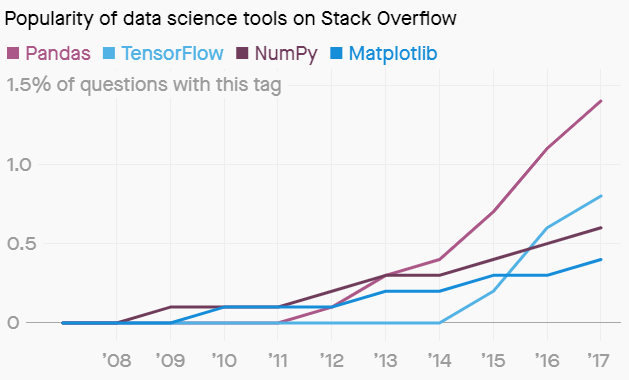 Popularity of data science tools on Stack Overflow
Pandas TensorFlow NumPy Matplotlib
1.5% of questions with this tag
1.0
0.5
0
’08 ’09 ’10 ’11 ’12 ’13 ’14 ’15 ’16 ’17